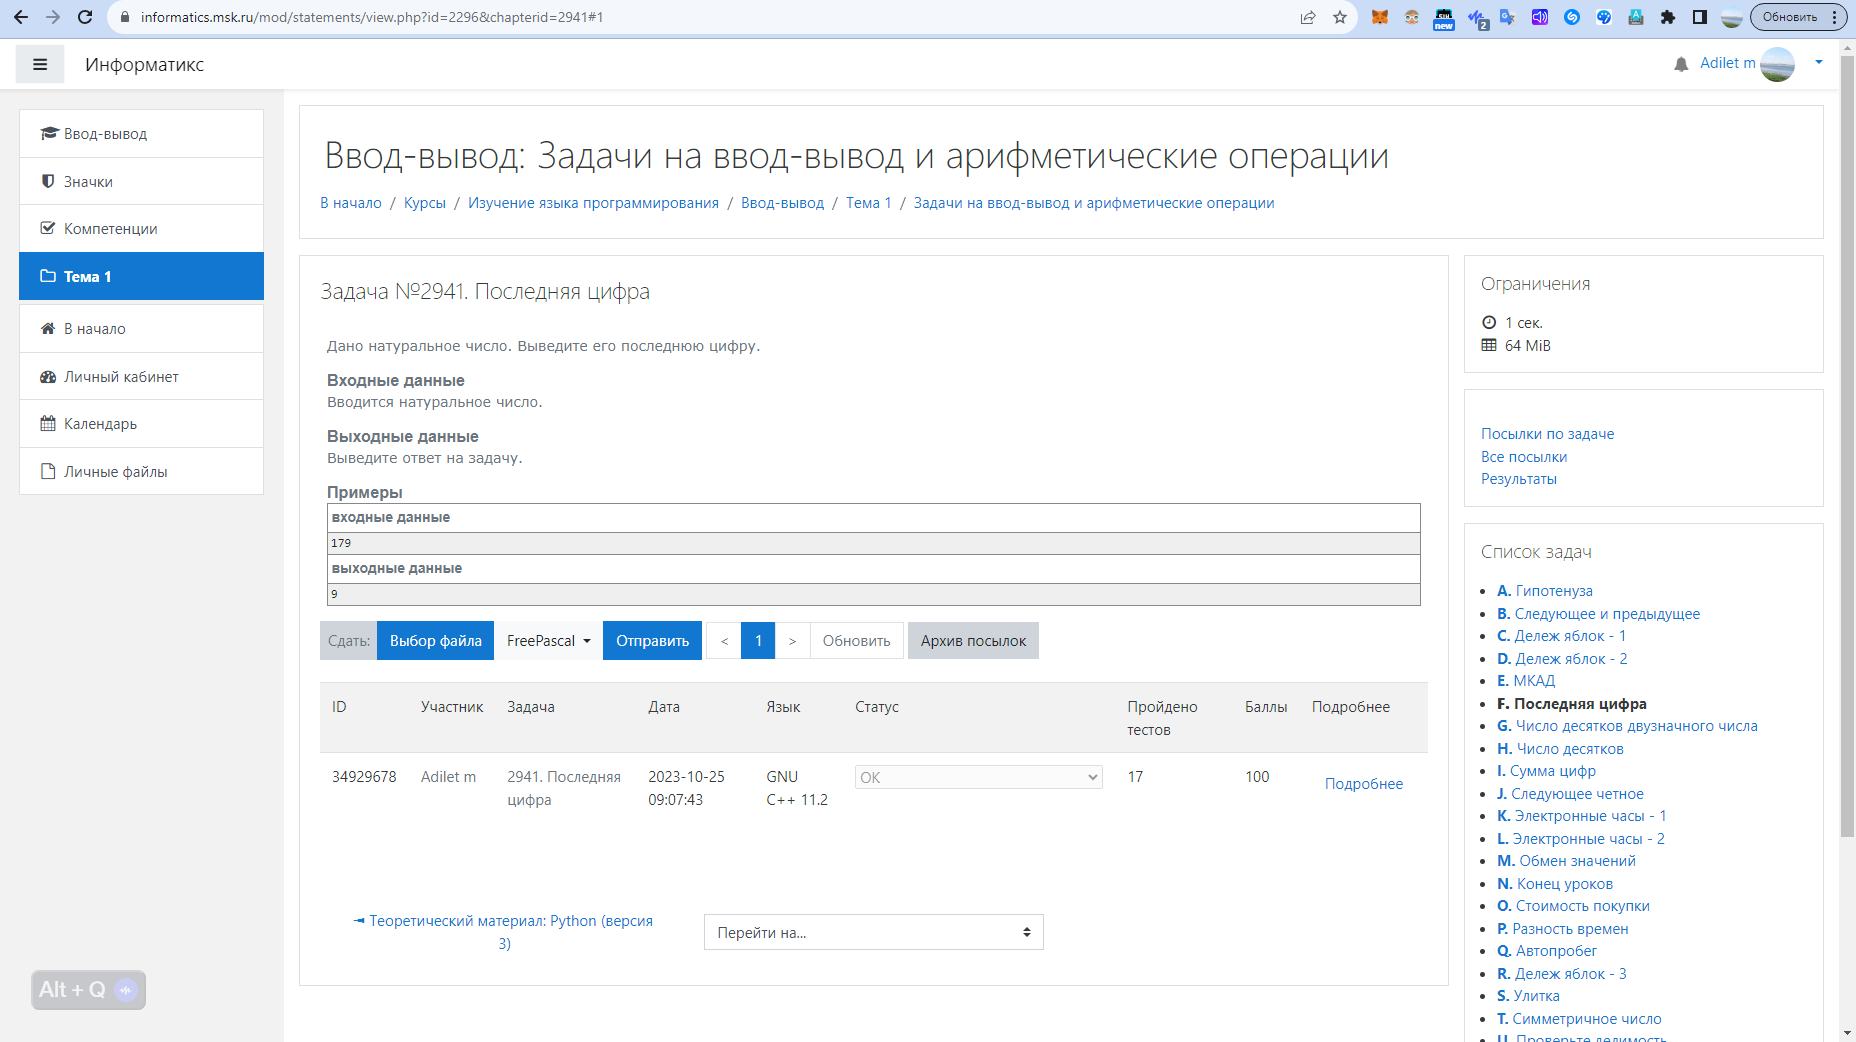 informatics.msk.ru/mod/statements/view.php?id=2296&chapterid=2941#1
new
2
Обновить
Информатикс
Adilet m
Ввод-вывод
Значки
Компетенции
Тема 1
В начало
Личный кабинет
Календарь
Личные файлы
Ввод-вывод: Задачи на ввод-вывод и арифметические операции
В начало / Курсы / Изучение языка программирования / Ввод-вывод / Тема 1 / Задачи на ввод-вывод и арифметические операции
Задача №2941. Последняя цифра
Дано натуральное число. Выведите его последнюю цифру.
Входные данные
Вводится натуральное число.
Выходные данные
Выведите ответ на задачу.
Примеры
входные данные
179
выходные данные
9
Сдать: Выбор файла FreePascal Отправить < 1 > Обновить Архив посылок
ID Участник Задача Дата Язык Статус Пройдено тестов Баллы Подробнее
34929678 Adilet m 2941. Последняя цифра 2023-10-25 09:07:43 GNU C++ 11.2 OK 17 100 Подробнее
Теоретический материал: Python (версия
3)
Перейти на...
Alt + Q
Ограничения
1 сек.
64 MiB
Посылки по задаче
Все посылки
Результаты
Список задач
A. Гипотенуза
B. Следующее и предыдущее
C. Дележ яблок - 1
D. Дележ яблок - 2
E. МКАД
F. Последняя цифра
G. Число десятков двузначного числа
H. Число десятков
I. Сумма цифр
J. Следующее четное
K. Электронные часы - 1
L. Электронные часы - 2
M. Обмен значений
N. Конец уроков
O. Стоимость покупки
P. Разность времен
Q. Автопробег
R. Дележ яблок - 3
S. Улитка
T. Симметричное число
U. Проверьте делимость